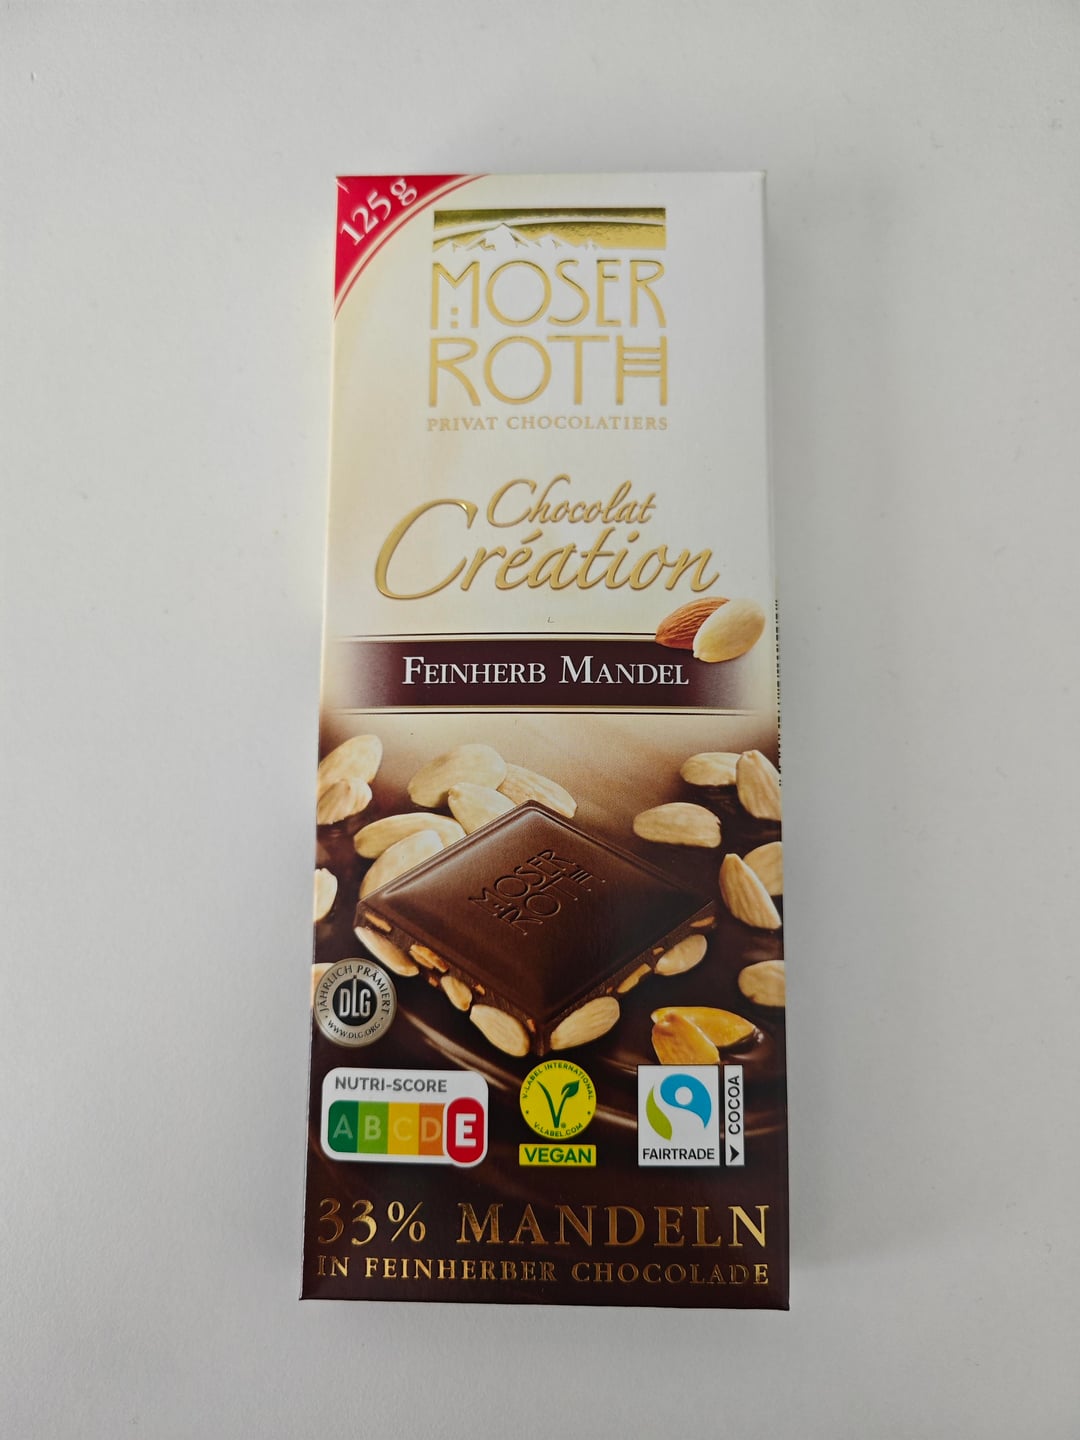 125g
MOSER
ROTH
PRIVAT CHOCOLATIERS
Chocolat
Création
FEINHERB MANDEL
MOSER
ROTH
JÄHRLICH PRÄMIERT
DLG
WWW.DLG.ORG
NUTRI-SCORE
A B C D E
V-LABEL INTERNATIONAL
V-LABEL.COM
VEGAN
FAIRTRADE
COCOA
33% MANDELN
IN FEINHERBER CHOCOLADE